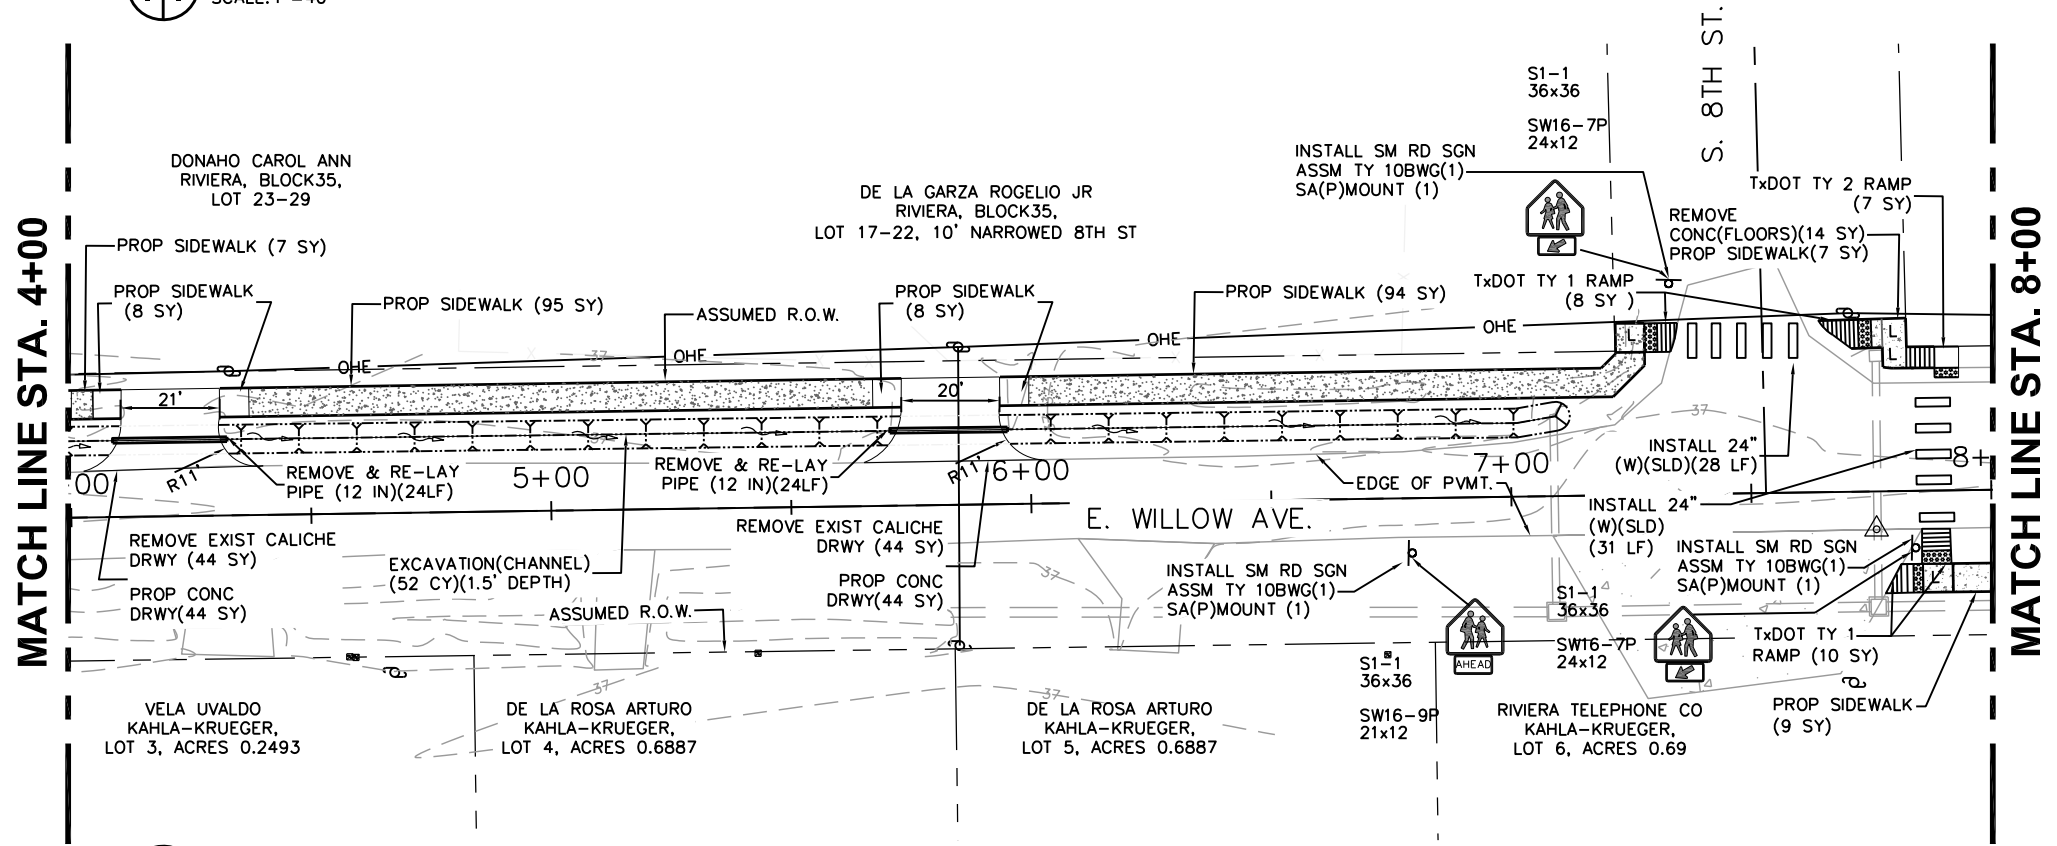 S. 8TH ST.
S1-1
36x36
SW16-7P
24x12
INSTALL SM RD SGN
ASSM TY 10BWG(1)
SA(P)MOUNT (1)
DONAHO CAROL ANN
RIVIERA, BLOCK35,
LOT 23-29
DE LA GARZA ROGELIO JR
RIVIERA, BLOCK35,
LOT 17-22, 10' NARROWED 8TH ST
TxDOT TY 2 RAMP
(7 SY)
REMOVE
CONC(FLOORS)(14 SY)
PROP SIDEWALK(7 SY)
MATCH LINE STA. 4+00
MATCH LINE STA. 8+00
PROP SIDEWALK (7 SY)
PROP SIDEWALK
(8 SY)
PROP SIDEWALK (95 SY)
ASSUMED R.O.W.
PROP SIDEWALK
(8 SY)
PROP SIDEWALK (94 SY)
TxDOT TY 1 RAMP
(8 SY )
OHE
37
OHE
OHE
OHE
L
L
L
21'
20'
37
R11'
REMOVE & RE-LAY
PIPE (12 IN)(24LF)
5+00
REMOVE & RE-LAY
PIPE (12 IN)(24LF)
R11'
6+00
7+00
EDGE OF PVMT.
INSTALL 24"
(W)(SLD)(28 LF)
8+
00
E. WILLOW AVE.
INSTALL 24"
(W)(SLD)
(31 LF)
REMOVE EXIST CALICHE
DRWY (44 SY)
PROP CONC
DRWY(44 SY)
EXCAVATION(CHANNEL)
(52 CY)(1.5' DEPTH)
REMOVE EXIST CALICHE
DRWY (44 SY)
PROP CONC
DRWY(44 SY)
37
INSTALL SM RD SGN
ASSM TY 10BWG(1)
SA(P)MOUNT (1)
INSTALL SM RD SGN
ASSM TY 10BWG(1)
SA(P)MOUNT (1)
L
ASSUMED R.O.W.
AHEAD
S1-1
36x36
SW16-7P
24x12
TxDOT TY 1
RAMP (10 SY)
S1-1
36x36
SW16-9P
21x12
37
37
PROP SIDEWALK
(9 SY)
VELA UVALDO
KAHLA-KRUEGER,
LOT 3, ACRES 0.2493
DE LA ROSA ARTURO
KAHLA-KRUEGER,
LOT 4, ACRES 0.6887
DE LA ROSA ARTURO
KAHLA-KRUEGER,
LOT 5, ACRES 0.6887
RIVIERA TELEPHONE CO
KAHLA-KRUEGER,
LOT 6, ACRES 0.69